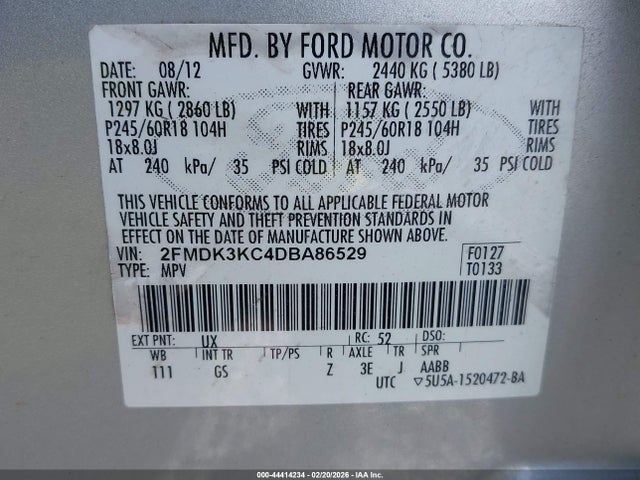 MFD. BY FORD MOTOR CO.
DATE: 08/12 GVWR: 2440 KG ( 5380 LB)
FRONT GAWR: REAR GAWR:
1297 KG ( 2860 LB) WITH 1157 KG ( 2550 LB) WITH
P245/60R18 104H TIRES P245/60R18 104H TIRES
18x8.0J RIMS 18x8.0J RIMS
AT 240 kPa/ 35 PSI COLD AT 240 kPa/ 35 PSI COLD
THIS VEHICLE CONFORMS TO ALL APPLICABLE FEDERAL MOTOR
VEHICLE SAFETY AND THEFT PREVENTION STANDARDS IN
EFFECT ON THE DATE OF MANUFACTURE SHOWN ABOVE.
VIN: 2FMDK3KC4DBA86529 F0127
TYPE: MPV T0133
EXT PNT: UX RC: 52 DSO:
WB INT TR TP/PS R AXLE TR SPR
111 GS Z 3E J AABB
UTC ▽5U5A-1520472-BA
000-44414234 - 02/20/2026 - IAA Inc.